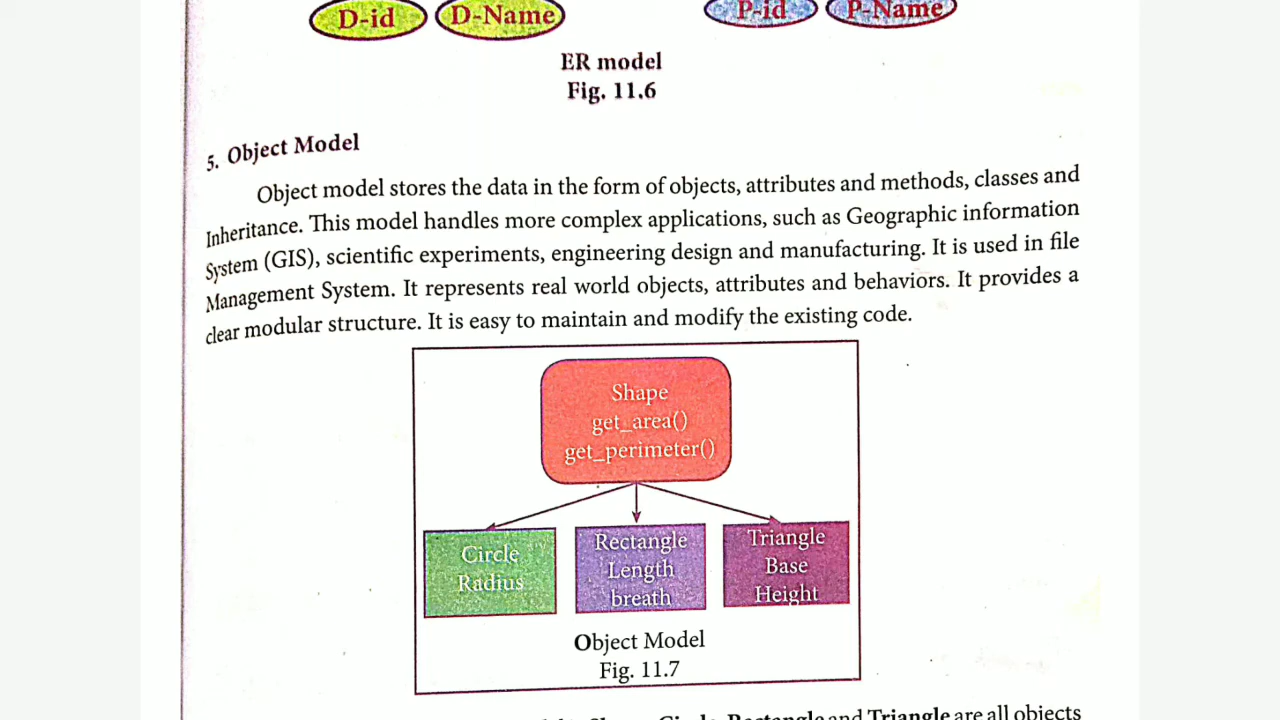 D-id D-Name P-id P-Name
ER model
Fig. 11.6
5. Object Model
Object model stores the data in the form of objects, attributes and methods, classes and
Inheritance. This model handles more complex applications, such as Geographic information
System (GIS), scientific experiments, engineering design and manufacturing. It is used in file
Management System. It represents real world objects, attributes and behaviors. It provides a
clear modular structure. It is easy to maintain and modify the existing code.
Shape
get_area()
get_perimeter()
Circle
Radius
Rectangle
Length
breath
Triangle
Base
Height
Object Model
Fig. 11.7
Shape, Circle, Rectangle and Triangle are all objects